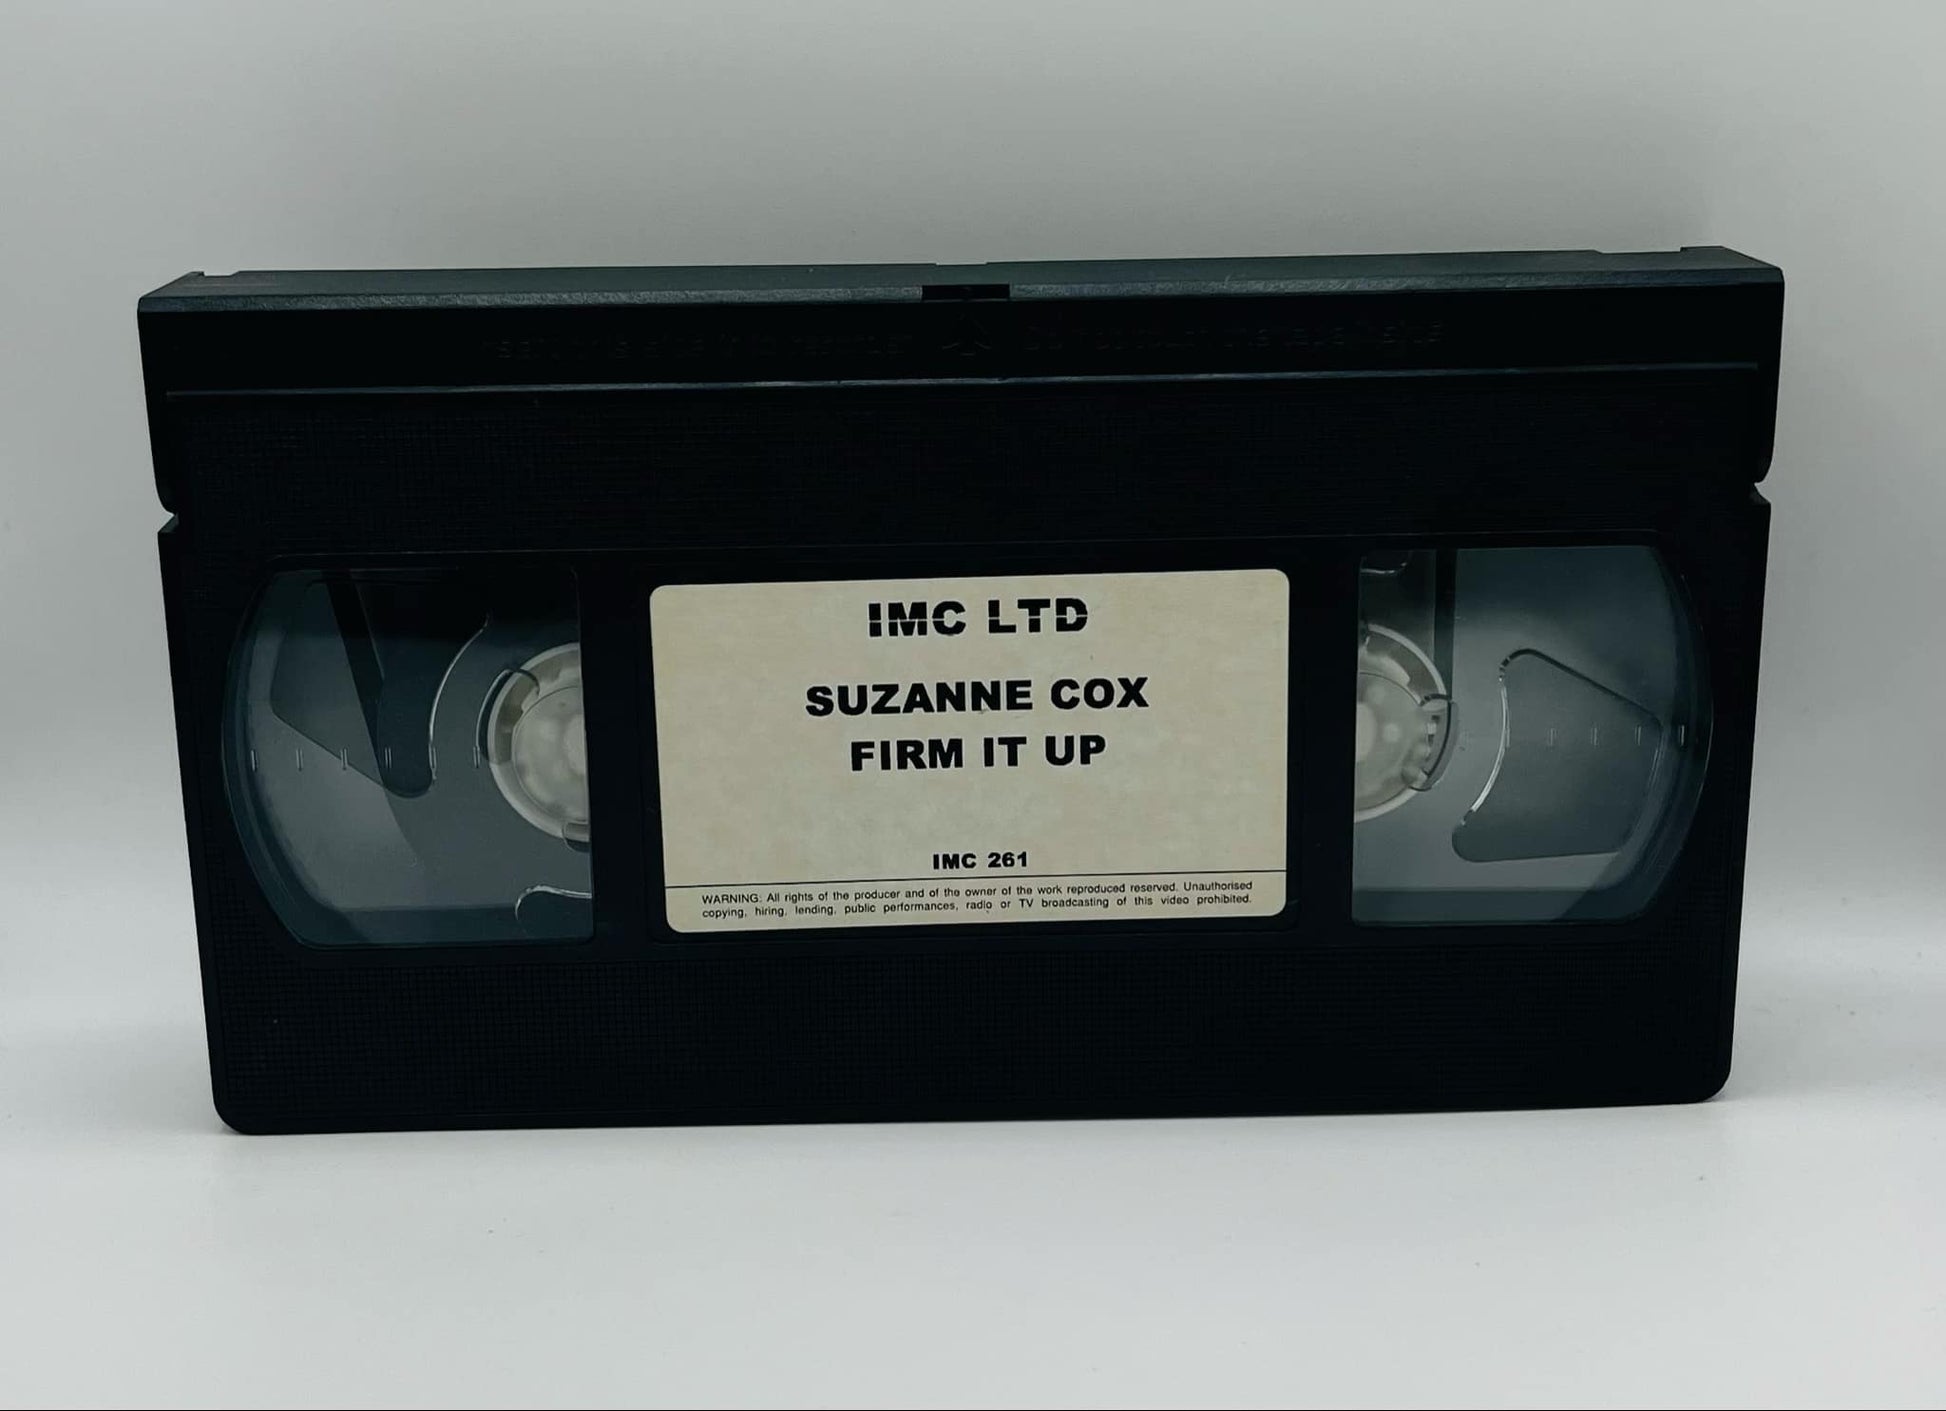 IMC LTD
SUZANNE COX
FIRM IT UP
IMC 261
WARNING: All rights of the producer and of the owner of the work reproduced reserved. Unauthorised
copying, hiring, lending, public performances, radio or TV broadcasting of this video prohibited.